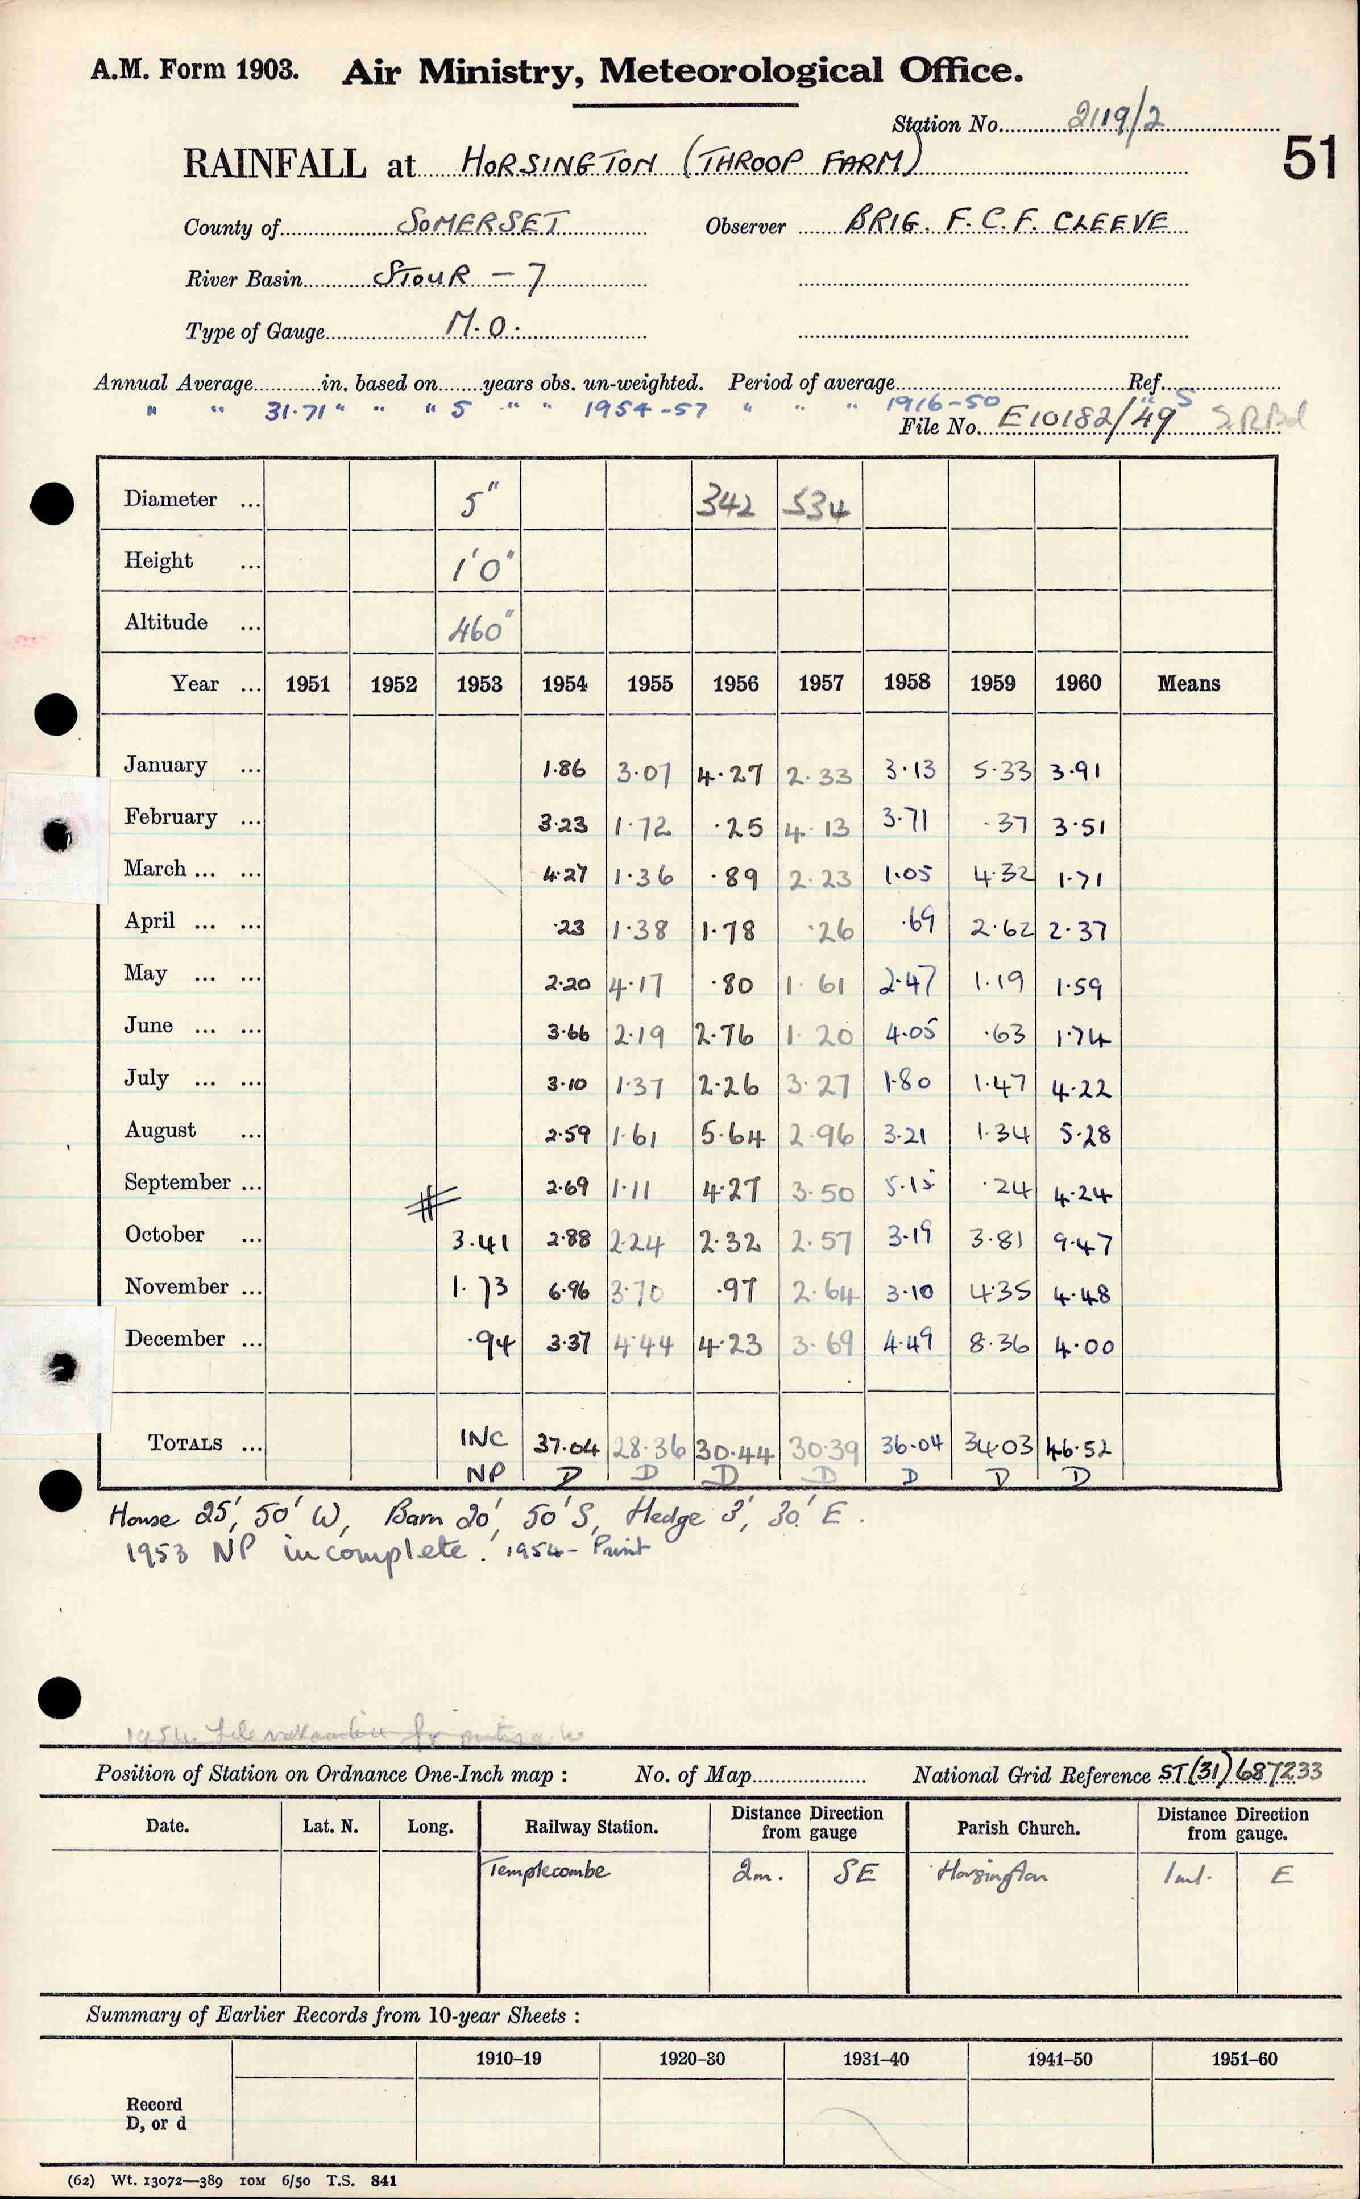 A.M. Form 1903. Air Ministry, Meteorological Office.
Station No. 2119/2
51
RAINFALL at HORSINGTON (THROOP FARM)
County of SOMERSET Observer BRIG. F. C. F. CLEEVE
River Basin STOUR - 7
Type of Gauge M.O.
Annual Average in. based on years obs. un-weighted. Period of average Ref.
" " 31.71 " " " 5 " " 1954-57 " " " 1916-50 " 5
File No. E10182/49
Diameter ... 5" 342 534
Height ... 1'0"
Altitude ... 460"
Year ... 1951 1952 1953 1954 1955 1956 1957 1958 1959 1960 Means
January ... 1.86 3.07 4.27 2.33 3.13 5.33 3.91
February ... 3.23 1.72 .25 4.13 3.71 .37 3.51
March ... ... 4.27 1.36 .89 2.23 1.05 4.32 1.71
April ... ... .23 1.38 1.78 .26 .69 2.62 2.37
May ... ... 2.20 4.17 .80 1.61 2.47 1.19 1.59
June ... ... 3.66 2.19 2.76 1.20 4.05 .63 1.74
July ... ... 3.10 1.37 2.26 3.27 1.80 1.47 4.22
August ... 2.59 1.61 5.64 2.96 3.21 1.34 5.28
September ... 2.69 1.11 4.27 3.50 5.15 .24 4.24
October ... 3.41 2.88 2.24 2.32 2.57 3.19 3.81 9.47
November ... 1.73 6.96 3.70 .97 2.64 3.10 4.35 4.48
December ... .94 3.37 4.44 4.23 3.69 4.49 8.36 4.00
TOTALS ... INC 37.04 28.36 30.44 30.39 36.04 34.03 46.52
NP D D D D D D D
House 25', 50' W, Barn 20', 50' S, Hedge 3', 30' E.
1953 NP incomplete. 1954- Print
1954
Position of Station on Ordnance One-Inch map : No. of Map National Grid Reference ST(31)687233
Date. Lat. N. Long. Railway Station. Distance Direction from gauge Parish Church. Distance Direction from gauge.
Templecombe 2m. SE Horsington 1ml. E
Summary of Earlier Records from 10-year Sheets :
1910–19 1920–30 1931–40 1941–50 1951–60
Record
D, or d
(62) Wt. 13072—389 10M 6/50 T.S. 841